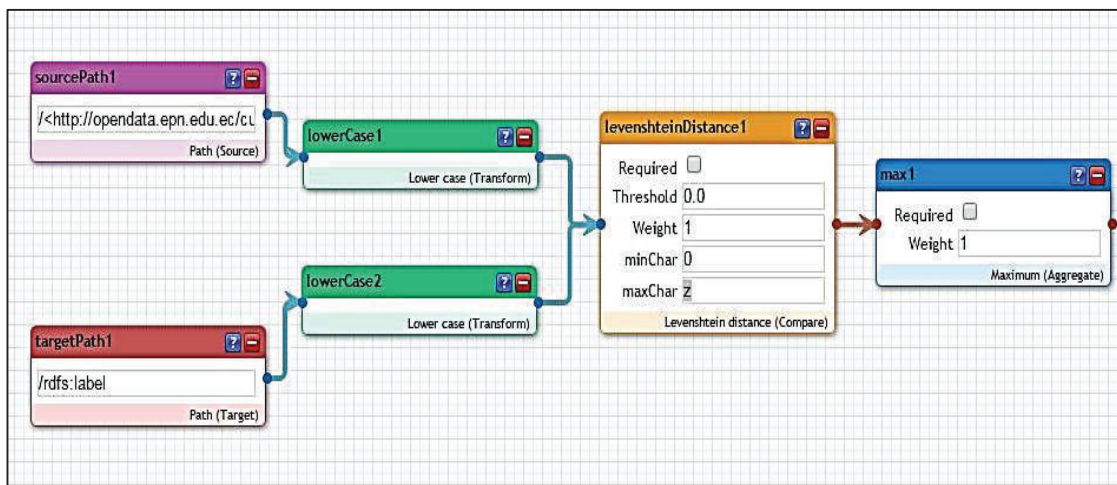 sourcePath1
/<http://opendata.epn.edu.ec/cu
Path (Source)
lowerCase1
Lower case (Transform)
lowerCase2
Lower case (Transform)
targetPath1
/rdfs:label
Path (Target)
levenshteinDistance1
Required
Threshold 0.0
Weight 1
minChar 0
maxChar z
Levenshtein distance (Compare)
max1
Required
Weight 1
Maximum (Aggregate)